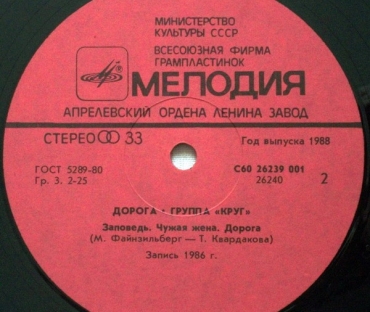 МИНИСТЕРСТВО
КУЛЬТУРЫ СССР
ВСЕСОЮЗНАЯ ФИРМА
ГРАМПЛАСТИНОК
МЕЛОДИЯ
АПРЕЛЕВСКИЙ ОРДЕНА ЛЕНИНА ЗАВОД
СТЕРЕО 33
Год выпуска 1988
ГОСТ 5289-80
С60 26239 001
Гр. 3. 2-25
26240
2
ДОРОГА · ГРУППА «КРУГ»
Заповедь. Чужая жена. Дорога
(М. Файнзильберг — Т. Квардакова)
Запись 1986 г.